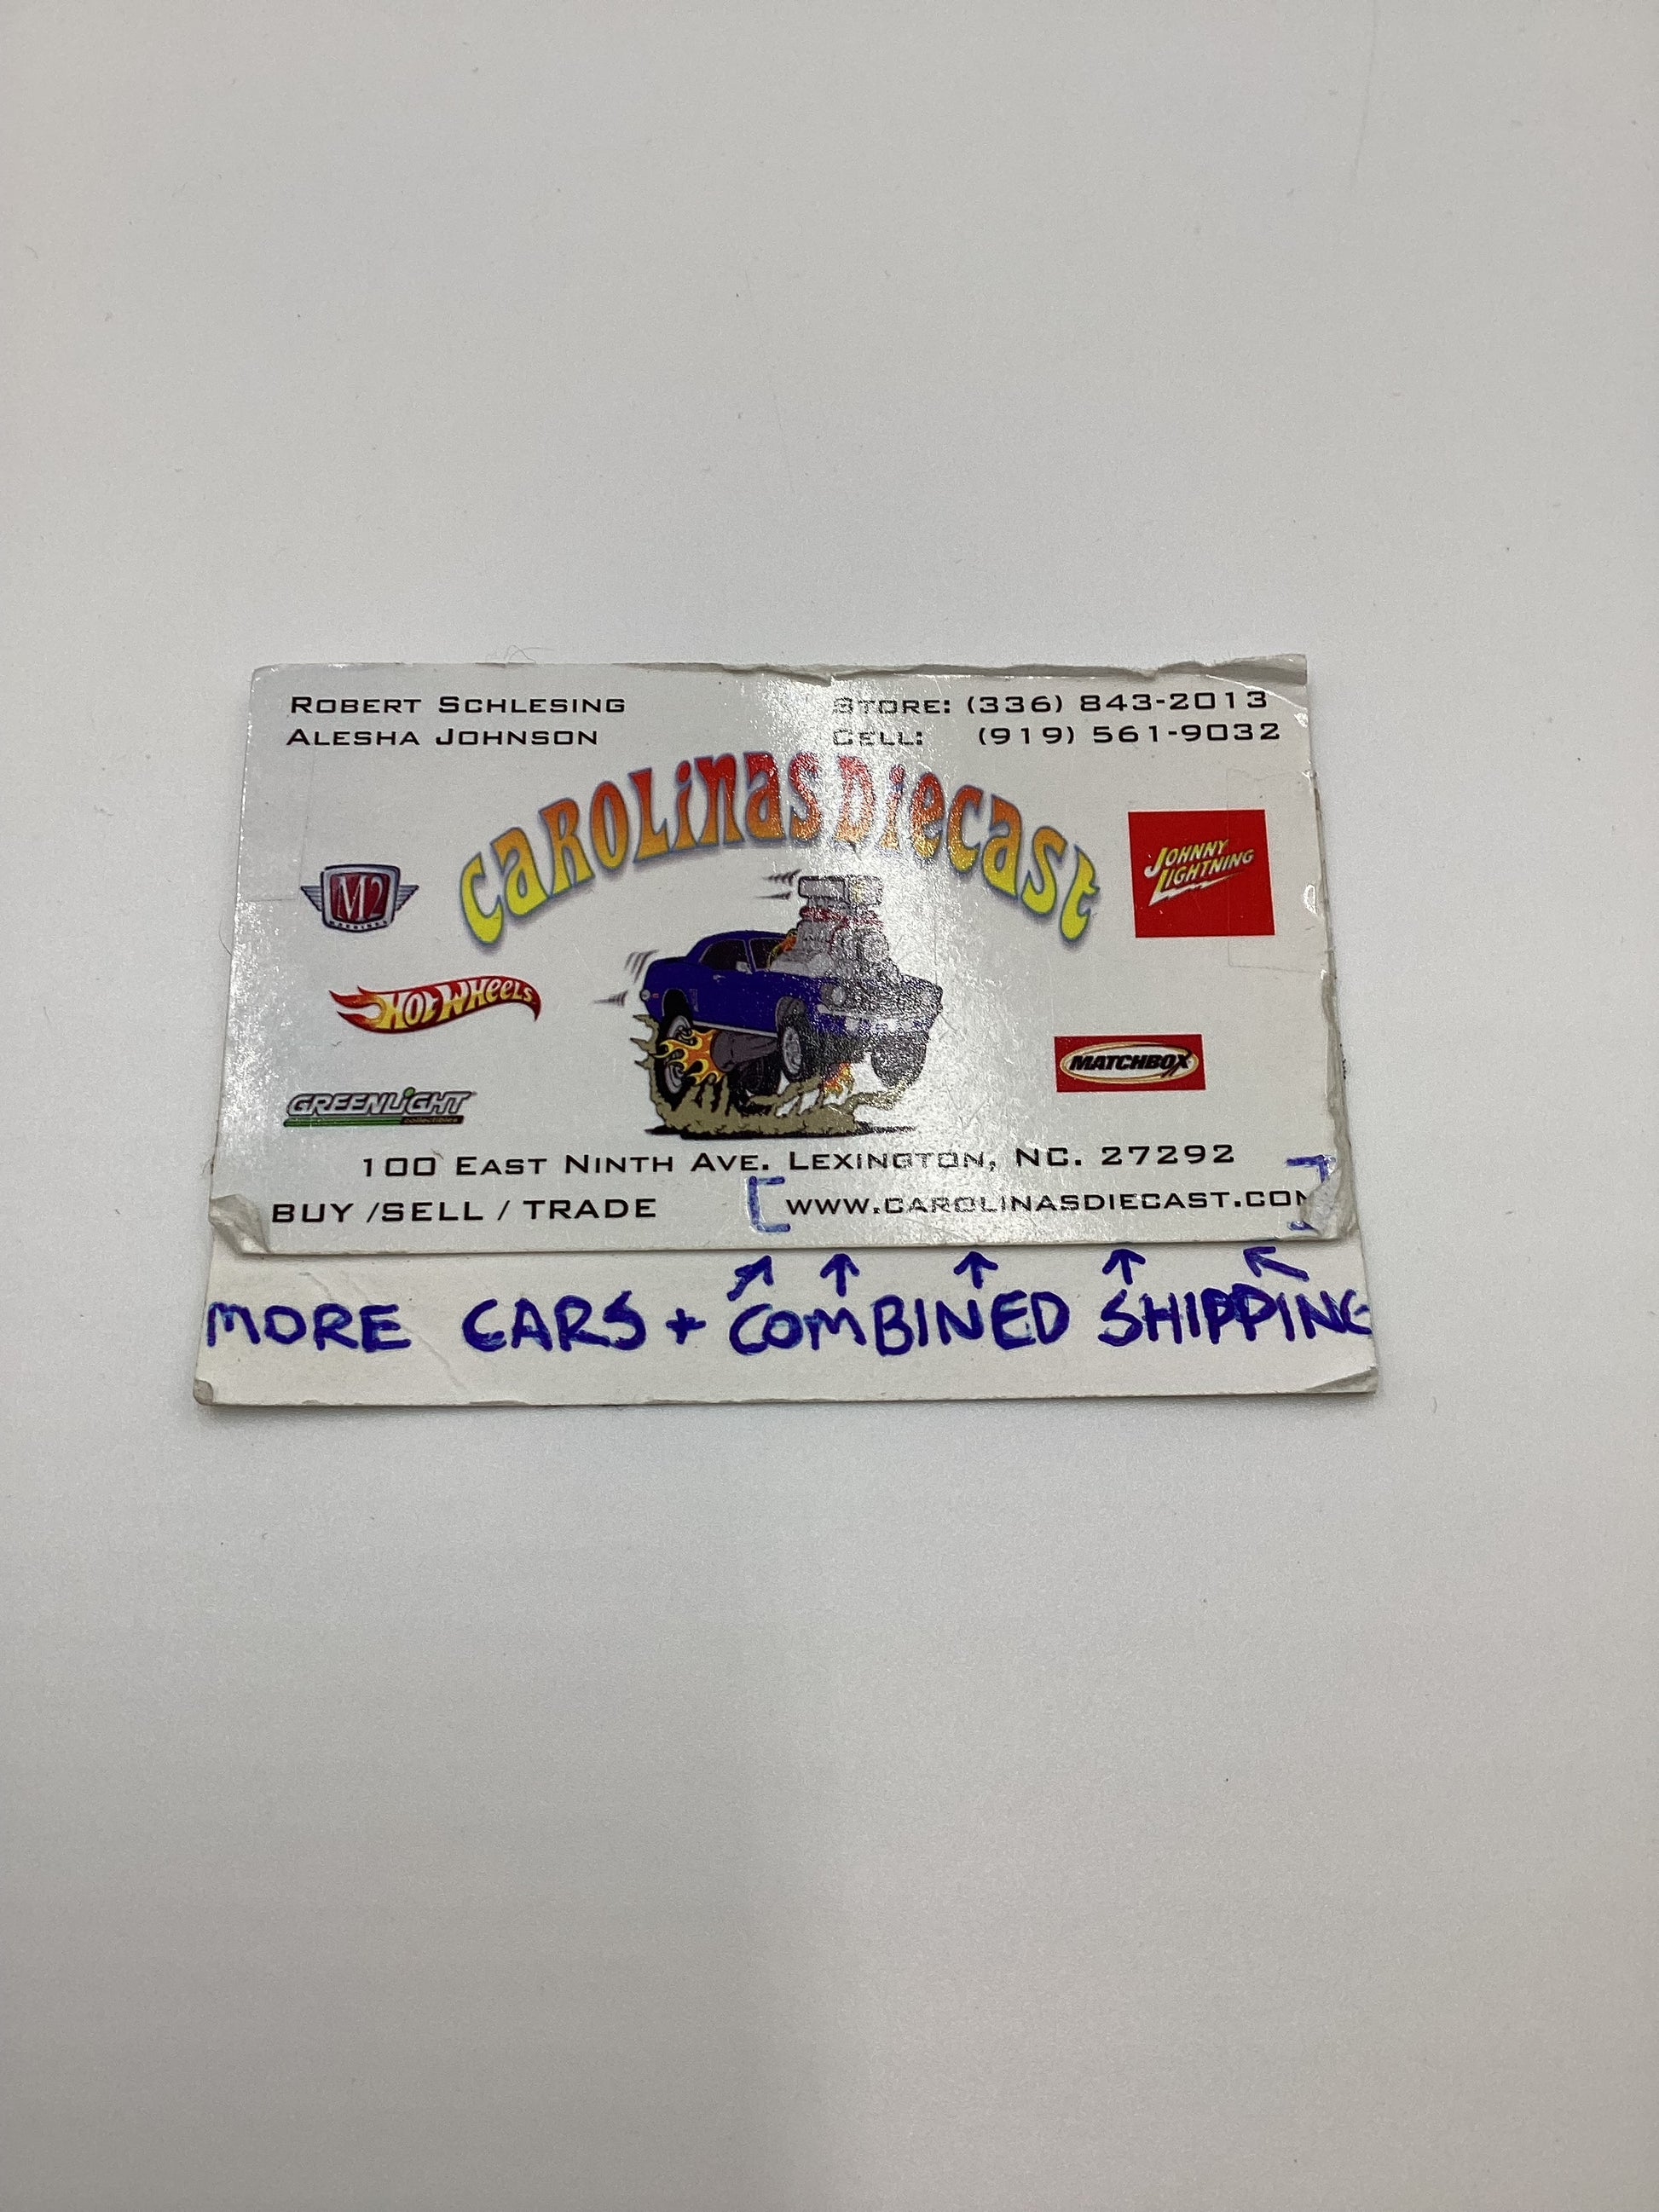 ROBERT SCHLESING
ALESHA JOHNSON
STORE: (336) 843-2013
CELL: (919) 561-9032
CAROLINAS DIECAST
M2
MACHINES
JOHNNY
LIGHTNING
HOT WHEELS
MATCHBOX
GREENLIGHT
collectibles
100 EAST NINTH AVE. LEXINGTON, NC. 27292
BUY /SELL / TRADE
[WWW.CAROLINASDIECAST.COM]
MORE CARS + COMBINED SHIPPING